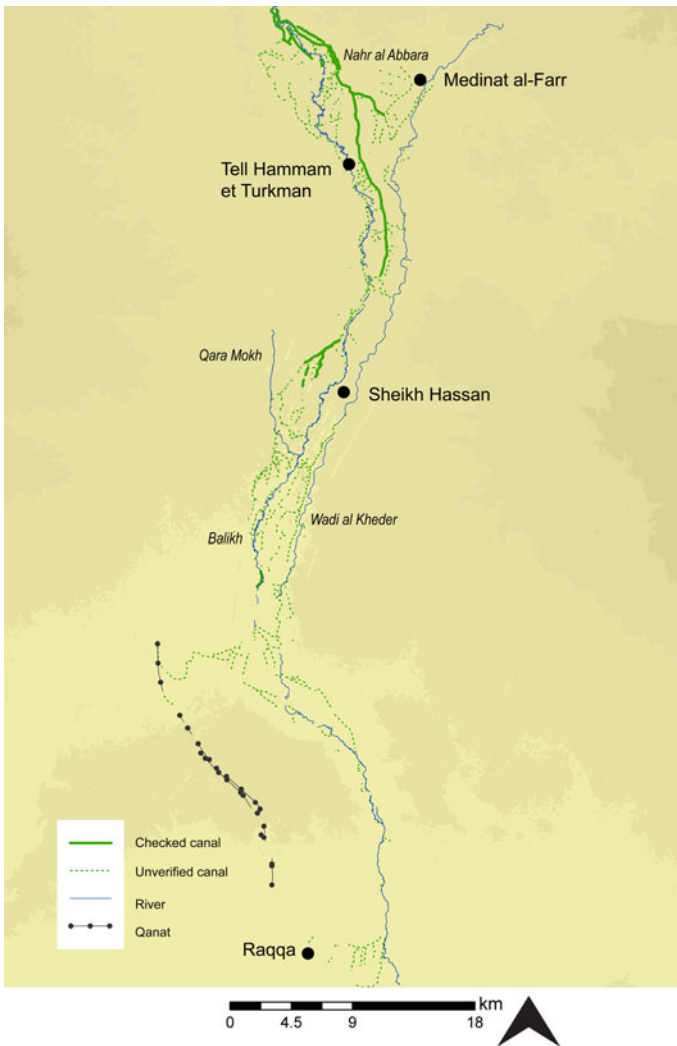 Nahr al Abbara
Medinat al-Farr
Tell Hammam
et Turkman
Qara Mokh
Sheikh Hassan
Wadi al Kheder
Balikh
Checked canal
Unverified canal
River
Qanat
Raqqa
km
0 4.5 9 18